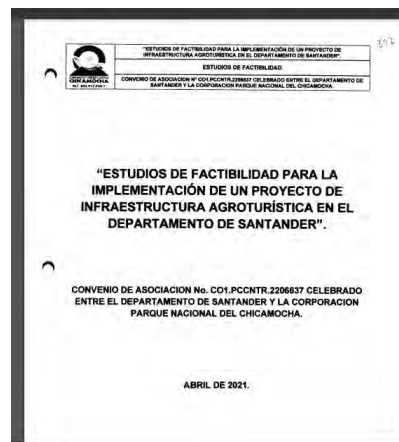 "ESTUDIOS DE FACTIBILIDAD PARA LA IMPLEMENTACIÓN DE UN PROYECTO DE
INFRAESTRUCTURA AGROTURÍSTICA EN EL DEPARTAMENTO DE SANTANDER".
ESTUDIOS DE FACTIBILIDAD
CONVENIO DE ASOCIACION N° CO1.PCCNTR.2206637 CELEBRADO ENTRE EL DEPARTAMENTO DE
SANTANDER Y LA CORPORACION PARQUE NACIONAL DEL CHICAMOCHA.
CHICAMOCHA
"ESTUDIOS DE FACTIBILIDAD PARA LA
IMPLEMENTACIÓN DE UN PROYECTO DE
INFRAESTRUCTURA AGROTURÍSTICA EN EL
DEPARTAMENTO DE SANTANDER".
CONVENIO DE ASOCIACION No. CO1.PCCNTR.2206637 CELEBRADO
ENTRE EL DEPARTAMENTO DE SANTANDER Y LA CORPORACION
PARQUE NACIONAL DEL CHICAMOCHA.
ABRIL DE 2021.